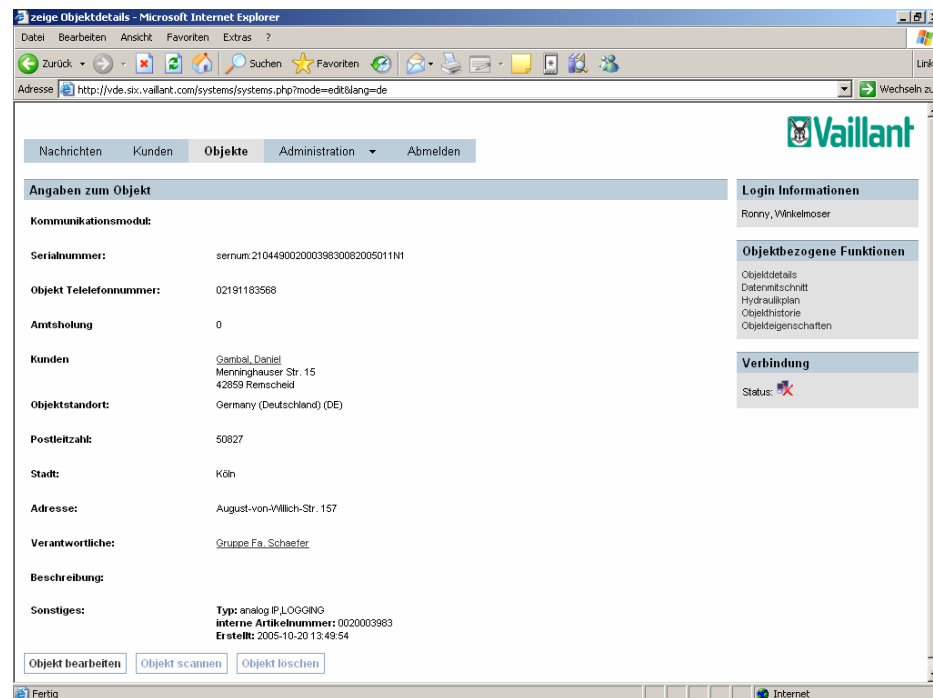 zeige Objektdetails - Microsoft Internet Explorer
Datei Bearbeiten Ansicht Favoriten Extras ?
Zurück Suchen Favoriten Link
Adresse http://vde.six.vaillant.com/systems/systems.php?mode=edit&lang=de Wechseln zu
Vaillant
Nachrichten Kunden Objekte Administration Abmelden
Angaben zum Objekt
Kommunikationsmodul:
Serialnummer: sernum:21044900200039830082005011N1
Objekt Telelefonnummer: 02191183568
Amtsholung 0
Kunden Gambal, Daniel
Menninghauser Str. 15
42859 Remscheid
Objektstandort: Germany (Deutschland) (DE)
Postleitzahl: 50827
Stadt: Köln
Adresse: August-von-Willich-Str. 157
Verantwortliche: Gruppe Fa. Schaefer
Beschreibung:
Sonstiges: Typ: analog IP,LOGGING
interne Artikelnummer: 0020003983
Erstellt: 2005-10-20 13:49:54
Objekt bearbeiten Objekt scannen Objekt löschen
Login Informationen
Ronny, Winkelmoser
Objektbezogene Funktionen
Objektdetails
Datenmitschnitt
Hydraulikplan
Objekthistorie
Objekteigenschaften
Verbindung
Status:
Fertig Internet